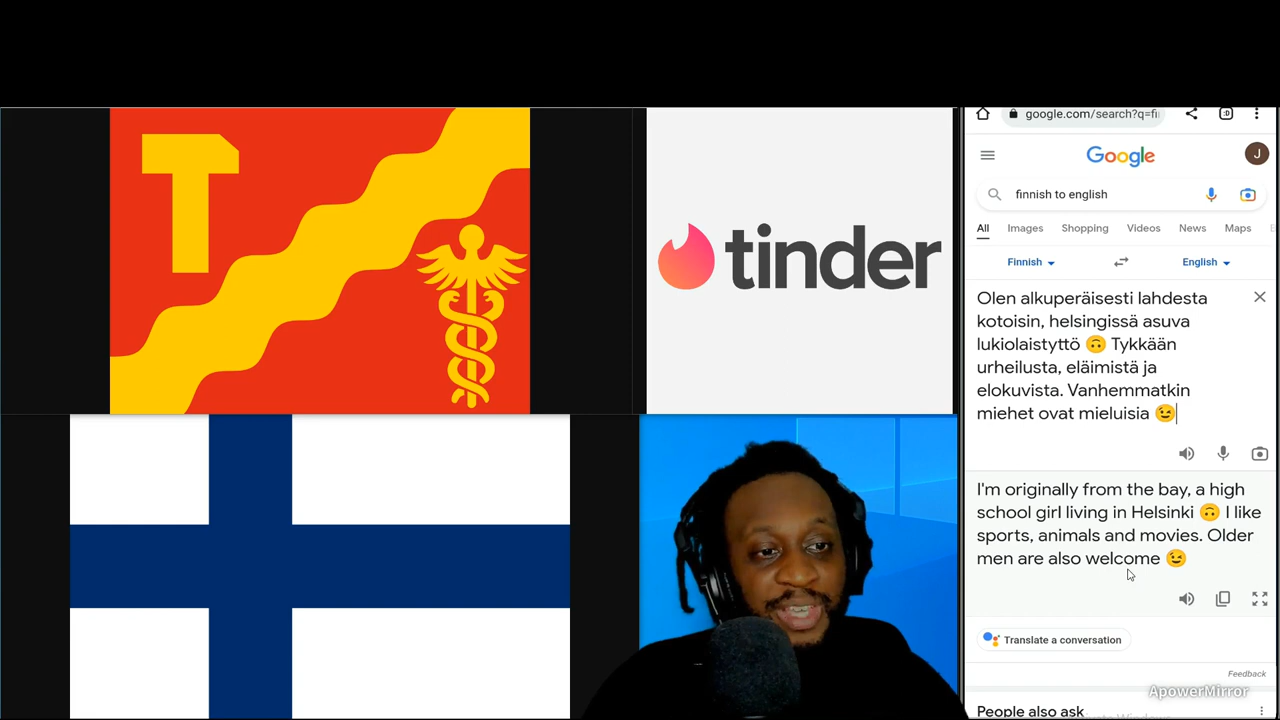 tinder
google.com/search?q=fi
:D
Google
J
finnish to english
All Images Shopping Videos News Maps
Finnish English
Olen alkuperäisesti lahdesta
kotoisin, helsingissä asuva
lukiolaistyttö 🙃 Tykkään
urheilusta, eläimistä ja
elokuvista. Vanhemmatkin
miehet ovat mieluisia 😉
I'm originally from the bay, a high
school girl living in Helsinki 🙃 I like
sports, animals and movies. Older
men are also welcome 😉
Translate a conversation
Feedback
ApowerMirror
People also ask